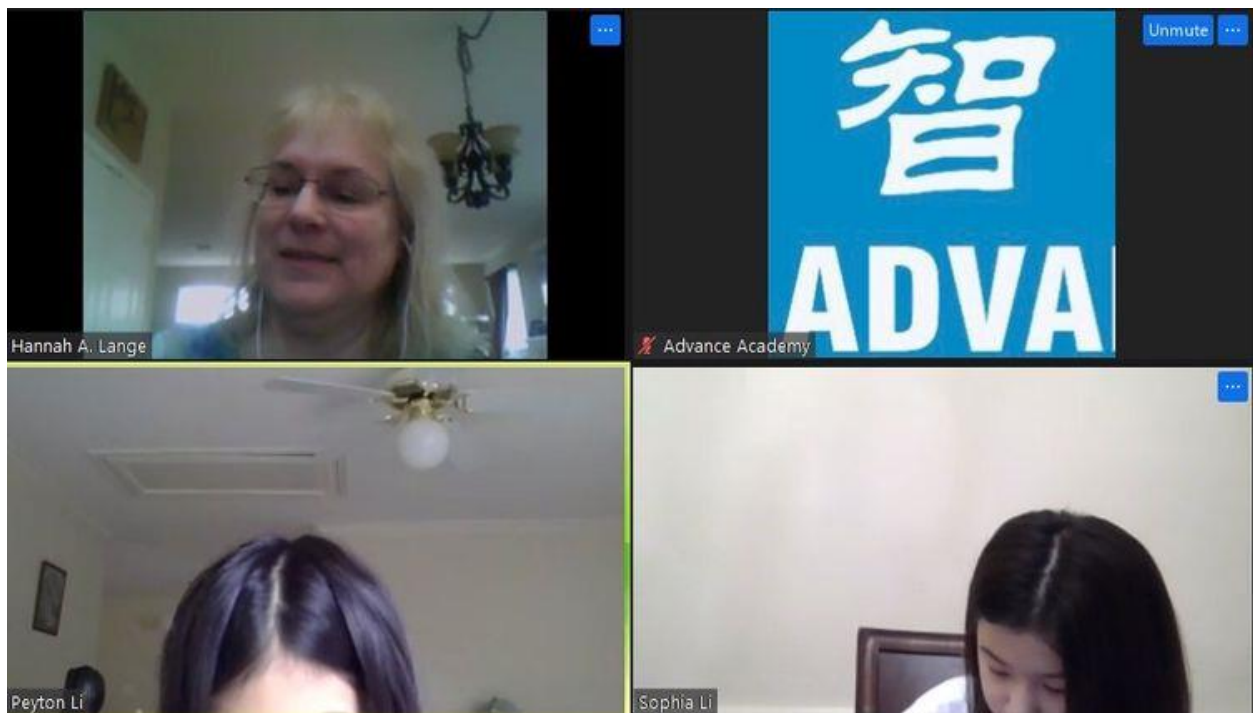 Unmute
智
ADVA
Hannah A. Lange
Advance Academy
Peyton Li
Sophia Li